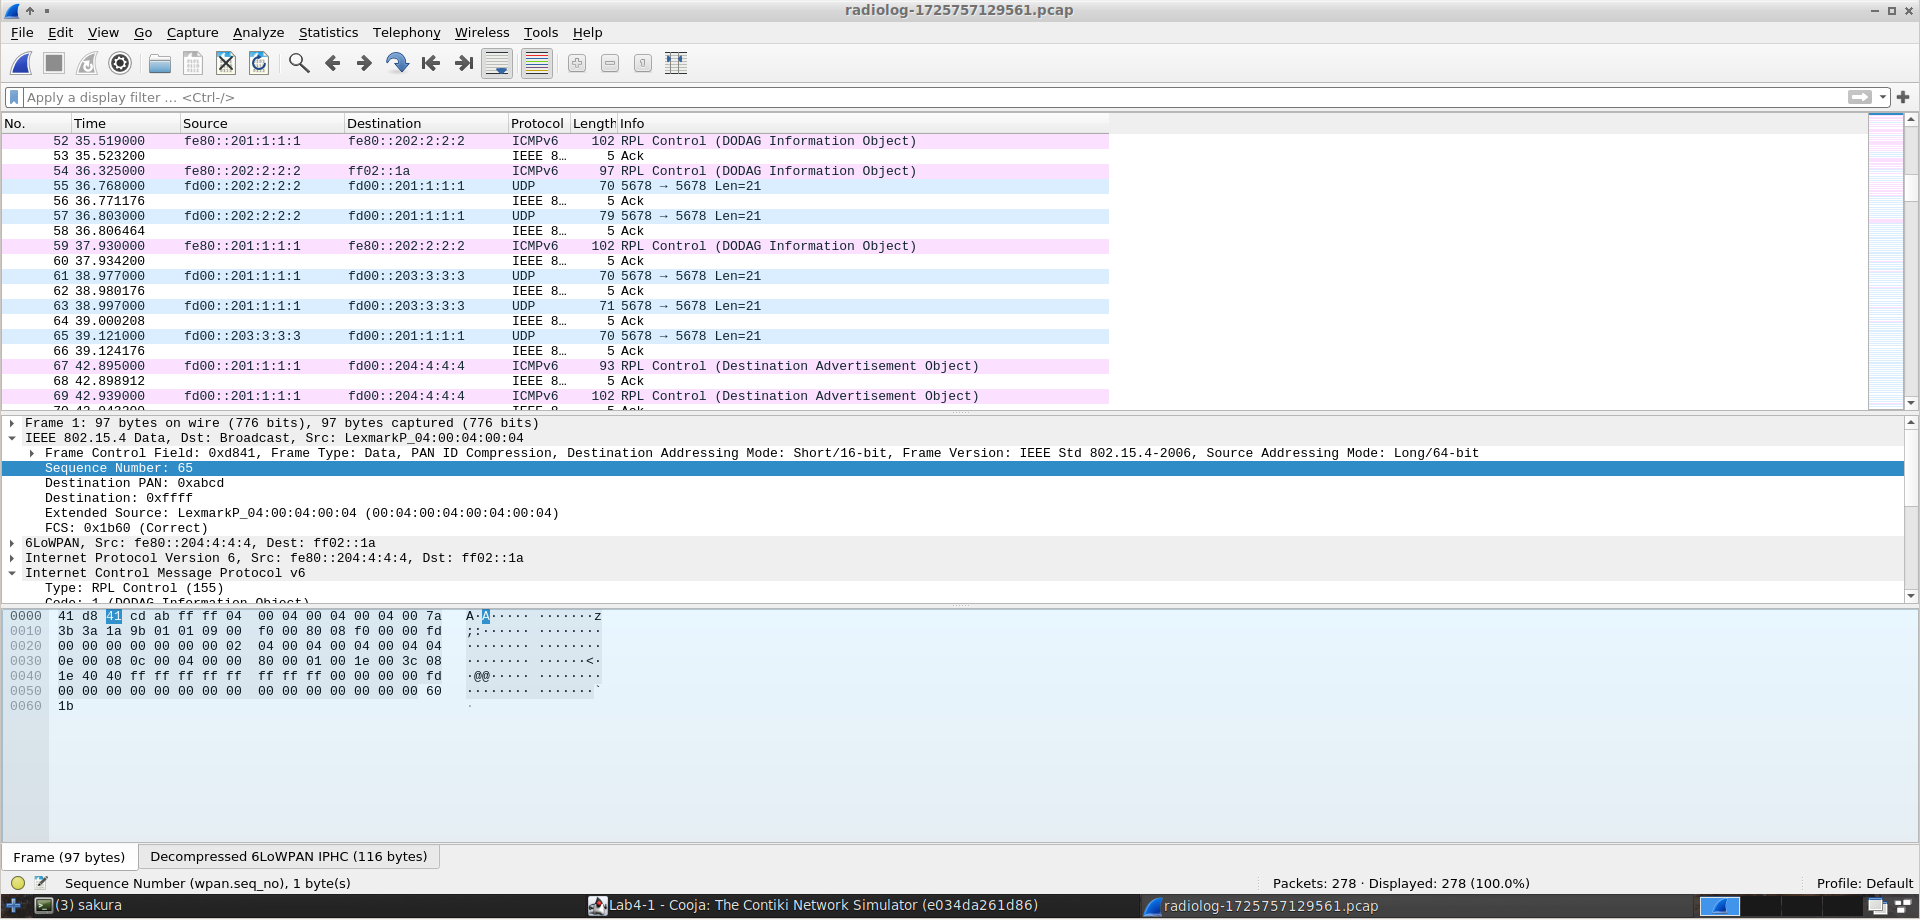 radiolog-1725757129561.pcap
File Edit View Go Capture Analyze Statistics Telephony Wireless Tools Help
Apply a display filter ... <Ctrl-/>
No. Time Source Destination Protocol Length Info
52 35.519000 fe80::201:1:1:1 fe80::202:2:2:2 ICMPv6 102 RPL Control (DODAG Information Object)
53 35.523200 IEEE 8… 5 Ack
54 36.325000 fe80::202:2:2:2 ff02::1a ICMPv6 97 RPL Control (DODAG Information Object)
55 36.768000 fd00::202:2:2:2 fd00::201:1:1:1 UDP 70 5678 → 5678 Len=21
56 36.771176 IEEE 8… 5 Ack
57 36.803000 fd00::202:2:2:2 fd00::201:1:1:1 UDP 79 5678 → 5678 Len=21
58 36.806464 IEEE 8… 5 Ack
59 37.930000 fe80::201:1:1:1 fe80::202:2:2:2 ICMPv6 102 RPL Control (DODAG Information Object)
60 37.934200 IEEE 8… 5 Ack
61 38.977000 fd00::201:1:1:1 fd00::203:3:3:3 UDP 70 5678 → 5678 Len=21
62 38.980176 IEEE 8… 5 Ack
63 38.997000 fd00::201:1:1:1 fd00::203:3:3:3 UDP 71 5678 → 5678 Len=21
64 39.000208 IEEE 8… 5 Ack
65 39.121000 fd00::203:3:3:3 fd00::201:1:1:1 UDP 70 5678 → 5678 Len=21
66 39.124176 IEEE 8… 5 Ack
67 42.895000 fd00::201:1:1:1 fd00::204:4:4:4 ICMPv6 93 RPL Control (Destination Advertisement Object)
68 42.898912 IEEE 8… 5 Ack
69 42.939000 fd00::201:1:1:1 fd00::204:4:4:4 ICMPv6 102 RPL Control (Destination Advertisement Object)
70 42.943200 IEEE 8… 5 Ack
Frame 1: 97 bytes on wire (776 bits), 97 bytes captured (776 bits)
IEEE 802.15.4 Data, Dst: Broadcast, Src: LexmarkP_04:00:04:00:04
Frame Control Field: 0xd841, Frame Type: Data, PAN ID Compression, Destination Addressing Mode: Short/16-bit, Frame Version: IEEE Std 802.15.4-2006, Source Addressing Mode: Long/64-bit
Sequence Number: 65
Destination PAN: 0xabcd
Destination: 0xffff
Extended Source: LexmarkP_04:00:04:00:04 (00:04:00:04:00:04:00:04)
FCS: 0x1b60 (Correct)
6LoWPAN, Src: fe80::204:4:4:4, Dest: ff02::1a
Internet Protocol Version 6, Src: fe80::204:4:4:4, Dst: ff02::1a
Internet Control Message Protocol v6
Type: RPL Control (155)
Code: 1 (DODAG Information Object)
0000 41 d8 41 cd ab ff ff 04 00 04 00 04 00 04 00 7a A·A····· ·······z
0010 3b 3a 1a 9b 01 01 09 00 f0 00 80 08 f0 00 00 fd ;:······ ········
0020 00 00 00 00 00 00 00 02 04 00 04 00 04 00 04 04 ········ ········
0030 0e 00 08 0c 00 04 00 00 80 00 01 00 1e 00 3c 08 ········ ······<·
0040 1e 40 40 ff ff ff ff ff ff ff ff 00 00 00 00 fd ·@@····· ········
0050 00 00 00 00 00 00 00 00 00 00 00 00 00 00 00 60 ········ ·······`
0060 1b ·
Frame (97 bytes) Decompressed 6LoWPAN IPHC (116 bytes)
Sequence Number (wpan.seq_no), 1 byte(s) Packets: 278 · Displayed: 278 (100.0%) Profile: Default
(3) sakura Lab4-1 - Cooja: The Contiki Network Simulator (e034da261d86) radiolog-1725757129561.pcap